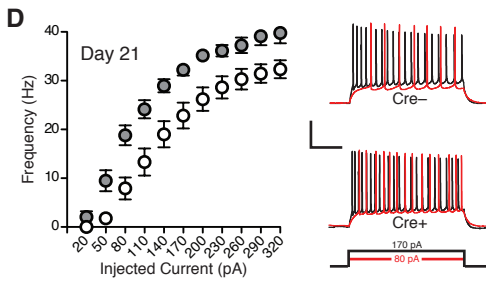 D
Day 21
Frequency (Hz)
40
30
20
10
0
20
50
80
110
140
170
200
230
260
290
320
Injected Current (pA)
Cre–
Cre+
170 pA
80 pA